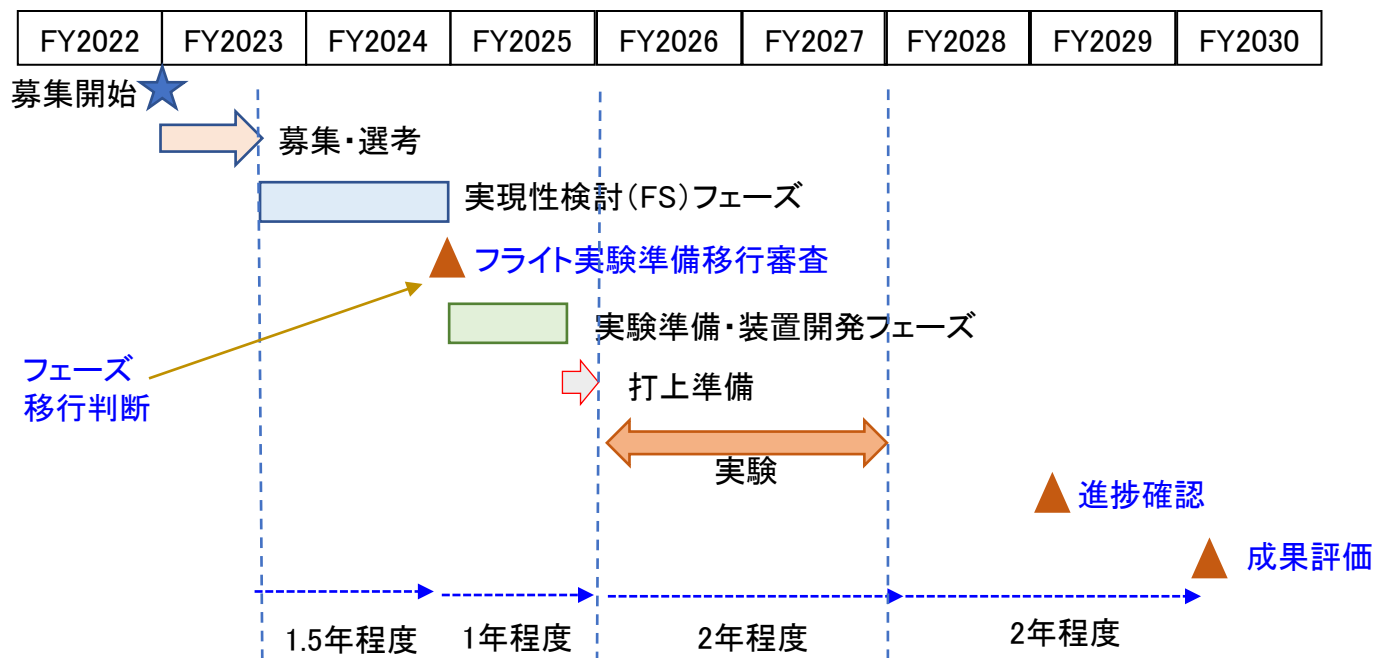 FY2022 FY2023 FY2024 FY2025 FY2026 FY2027 FY2028 FY2029 FY2030
募集開始
募集・選考
実現性検討(FS)フェーズ
フライト実験準備移行審査
実験準備・装置開発フェーズ
フェーズ
移行判断
打上準備
実験
進捗確認
成果評価
1.5年程度 1年程度 2年程度 2年程度